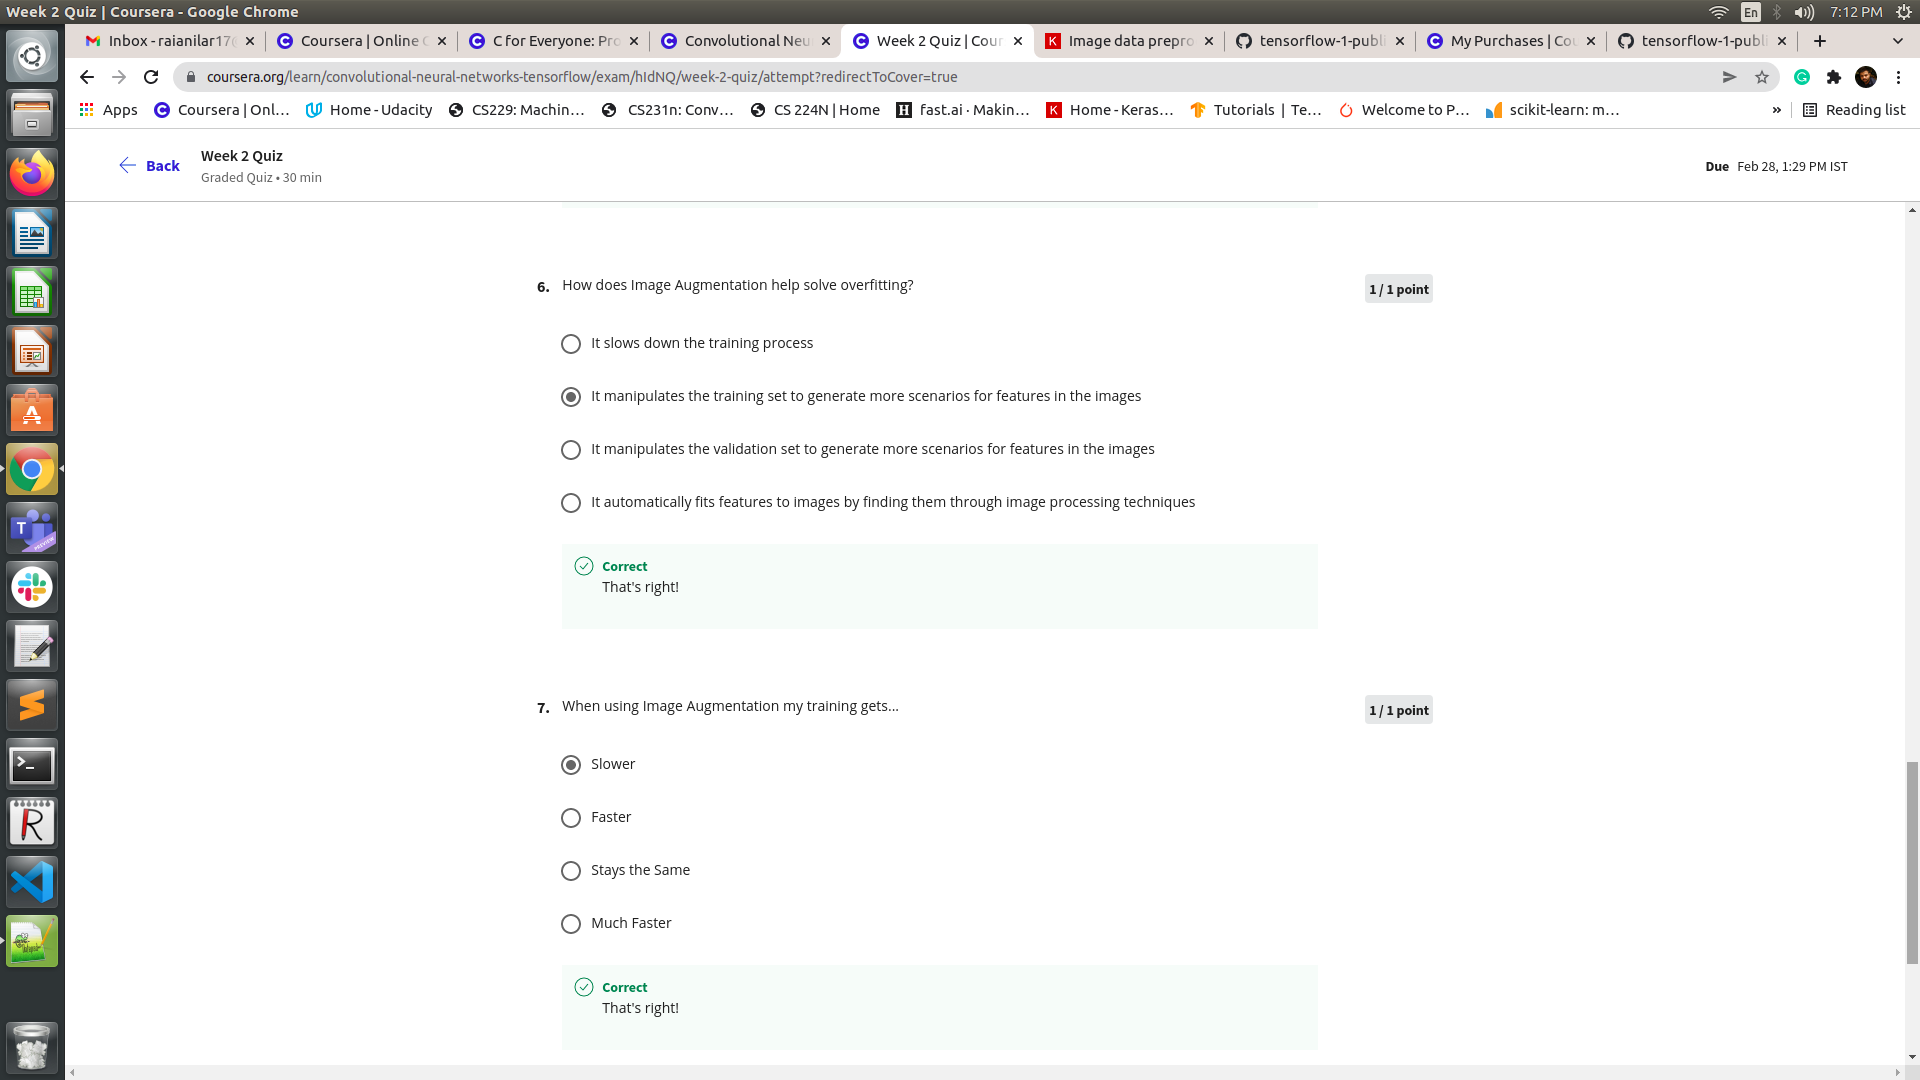 Week 2 Quiz | Coursera - Google Chrome
En
7:12 PM
Inbox - raianilar17
Coursera | Online C
C for Everyone: Pro
Convolutional Neu
Week 2 Quiz | Cour
Image data prepro
tensorflow-1-publi
My Purchases | Cou
tensorflow-1-publi
coursera.org/learn/convolutional-neural-networks-tensorflow/exam/hIdNQ/week-2-quiz/attempt?redirectToCover=true
Apps
Coursera | Onl…
Home - Udacity
CS229: Machin…
CS231n: Conv…
CS 224N | Home
fast.ai · Makin…
Home - Keras…
Tutorials | Te…
Welcome to P…
scikit-learn: m…
»
Reading list
Back
Week 2 Quiz
Graded Quiz • 30 min
Due Feb 28, 1:29 PM IST
6. How does Image Augmentation help solve overfitting?
1 / 1 point
It slows down the training process
It manipulates the training set to generate more scenarios for features in the images
It manipulates the validation set to generate more scenarios for features in the images
It automatically fits features to images by finding them through image processing techniques
Correct
That's right!
7. When using Image Augmentation my training gets...
1 / 1 point
Slower
Faster
Stays the Same
Much Faster
Correct
That's right!